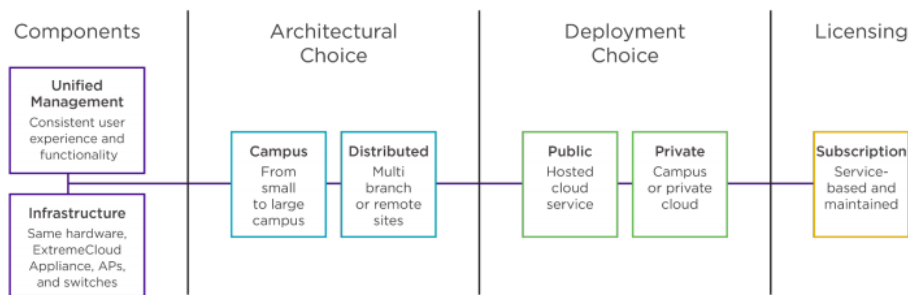 Components
Architectural
Choice
Deployment
Choice
Licensing
Unified
Management
Consistent user
experience and
functionality
Infrastructure
Same hardware,
ExtremeCloud
Appliance, APs,
and switches
Campus
From
small
to large
campus
Distributed
Multi
branch
or remote
sites
Public
Hosted
cloud
service
Private
Campus
or private
cloud
Subscription
Service-
based and
maintained